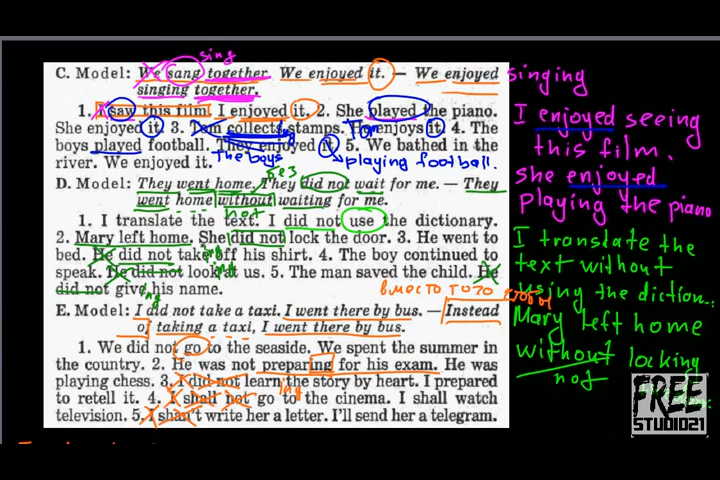 sing
C. Model: We sang together. We enjoyed it. — We enjoyed
singing together.
1. I saw this film. I enjoyed it. 2. She played the piano.
She enjoyed it. 3. Tom collects stamps. He enjoys it. 4. The
Tom
boys played football. They enjoyed it. 5. We bathed in the
The boys
playing football.
river. We enjoyed it.
без
D. Model: They went home. They did not wait for me. — They
went home without waiting for me.
not
1. I translate the text. I did not use the dictionary.
2. Mary left home. She did not lock the door. 3. He went to
bed. He did not take off his shirt. 4. The boy continued to
ing
speak. He did not look at us. 5. The man saved the child. He
did not give his name.
ing
вместо того чтобы
E. Model: I did not take a taxi. I went there by bus. — Instead
of taking a taxi, I went there by bus.
1. We did not go to the seaside. We spent the summer in
the country. 2. He was not preparing for his exam. He was
playing chess. 3. I did not learn the story by heart. I prepared
ing
to retell it. 4. I shall not go to the cinema. I shall watch
television. 5. I shan't write her a letter. I'll send her a telegram.
singing
I enjoyed seeing
this film.
She enjoyed
playing the piano
I translate the
text without
using the diction..
Mary left home
without locking
not
FREE
STUDIO21